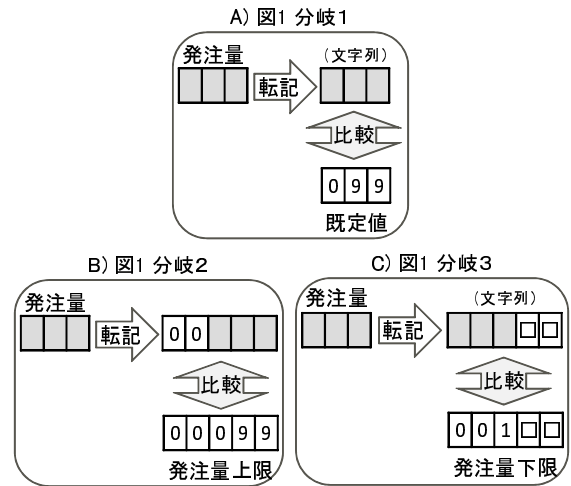 A) 図1 分岐1
発注量
(文字列)
転記
比較
0 9 9
既定値
B) 図1 分岐2
発注量
転記
0 0
比較
0 0 0 9 9
発注量上限
C) 図1 分岐3
発注量
(文字列)
転記
□ □
比較
0 0 1 □ □
発注量下限